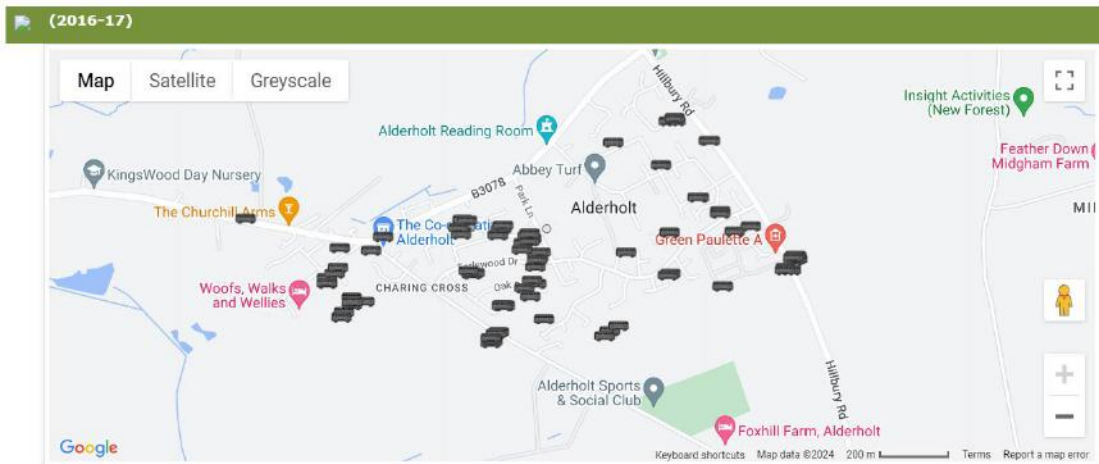 (2016-17)
Map Satellite Greyscale
Hillbury Rd
Insight Activities
(New Forest)
Alderholt Reading Room
Feather Down
Midgham Farm
KingsWood Day Nursery
Abbey Turf
B3078
Park Ln
The Churchill Arms
Alderholt
The Co-
Alderholt
Green Paulette A
CHARING CROSS
Oak
Woofs, Walks
and Wellies
Alderholt Sports
& Social Club
Hillbury Rd
Foxhill Farm, Alderholt
Google
Keyboard shortcuts Map data ©2024 200 m Terms Report a map error